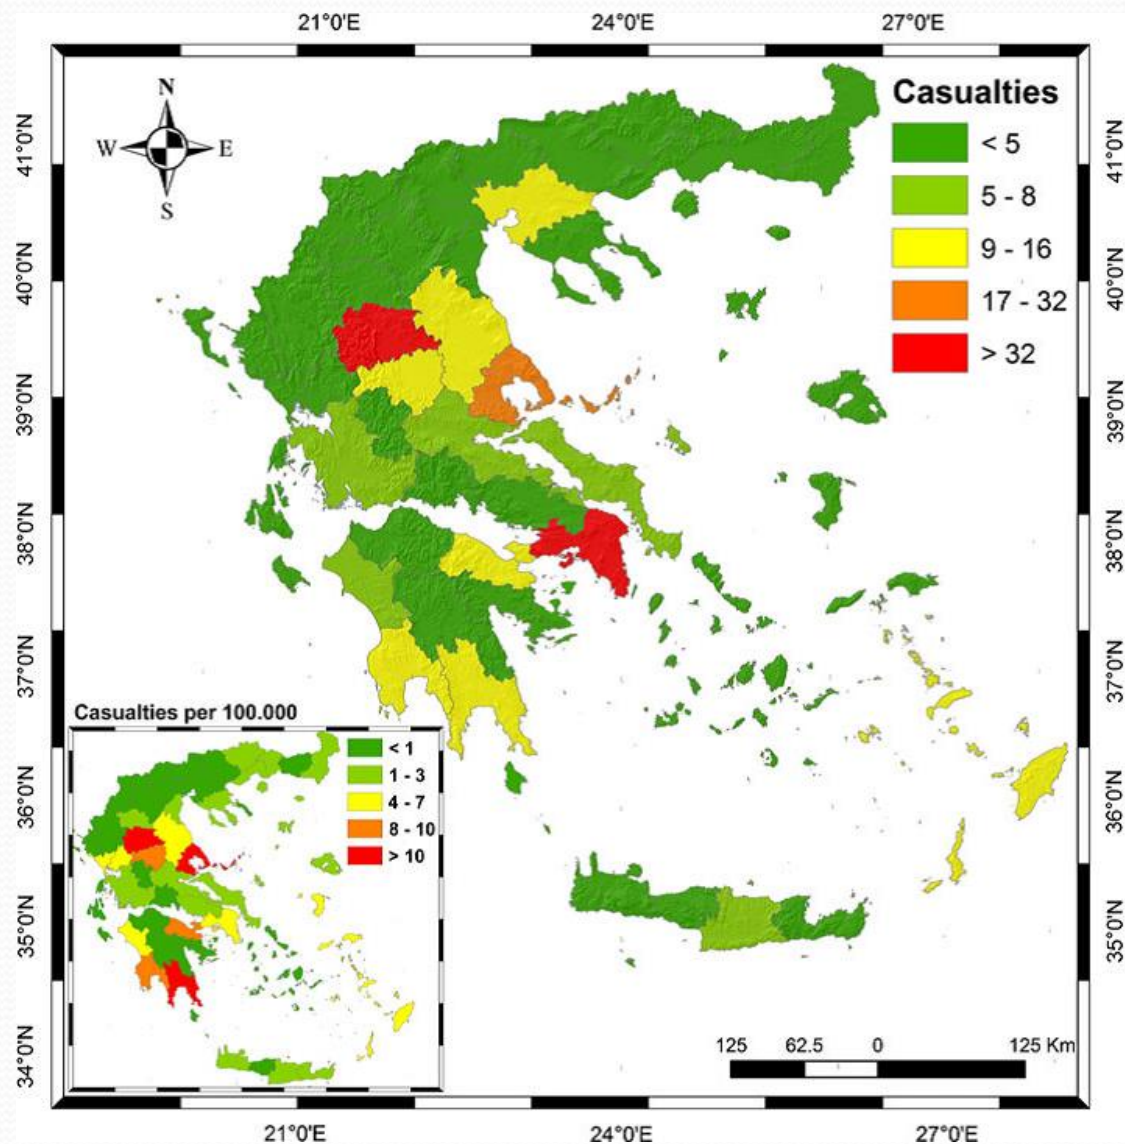 21°0'E 24°0'E 27°0'E
N
W E
S
Casualties
< 5
5 - 8
9 - 16
17 - 32
> 32
41°0'N
40°0'N
39°0'N
38°0'N
37°0'N
36°0'N
35°0'N
34°0'N
41°0'N
40°0'N
39°0'N
38°0'N
37°0'N
36°0'N
35°0'N
Casualties per 100.000
< 1
1 - 3
4 - 7
8 - 10
> 10
125 62.5 0 125 Km
21°0'E 24°0'E 27°0'E